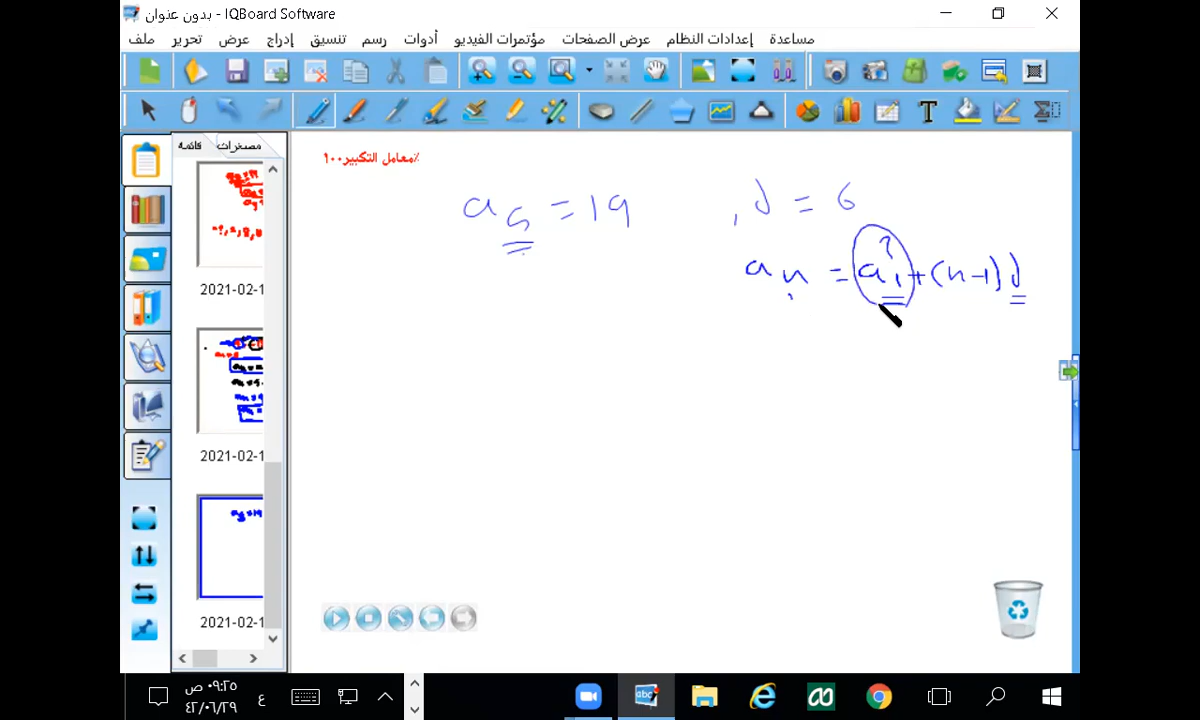 بدون عنوان - IQBoard Software
ملف تحرير عرض إدراج تنسيق رسم أدوات مؤتمرات الفيديو عرض الصفحات إعدادات النظام مساعدة
T
قائمة مصغرات
معامل التكبير١٠٠٪
a5 = 19 , d = 6
an = a1 + (n-1) d
?
2021-02-1
2021-02-1
2021-02-1
٠٩:٢٥ ص
٤٢/٠٦/٢٩
ع
abc